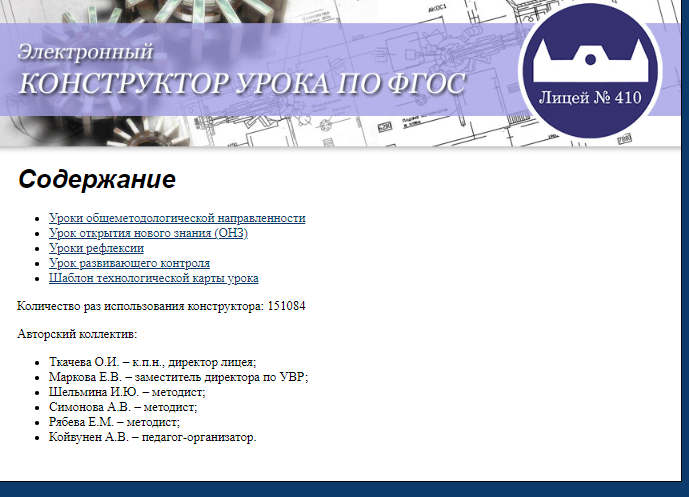 Электронный
КОНСТРУКТОР УРОКА ПО ФГОС
АКОС1
Лицей № 410
Содержание
Уроки общеметодологической направленности
Урок открытия нового знания (ОНЗ)
Уроки рефлексии
Урок развивающего контроля
Шаблон технологической карты урока
Количество раз использования конструктора: 151084
Авторский коллектив:
Ткачева О.И. – к.п.н., директор лицея;
Маркова Е.В. – заместитель директора по УВР;
Шельмина И.Ю. – методист;
Симонова А.В. – методист;
Рябева Е.М. – методист;
Койвунен А.В. – педагог-организатор.